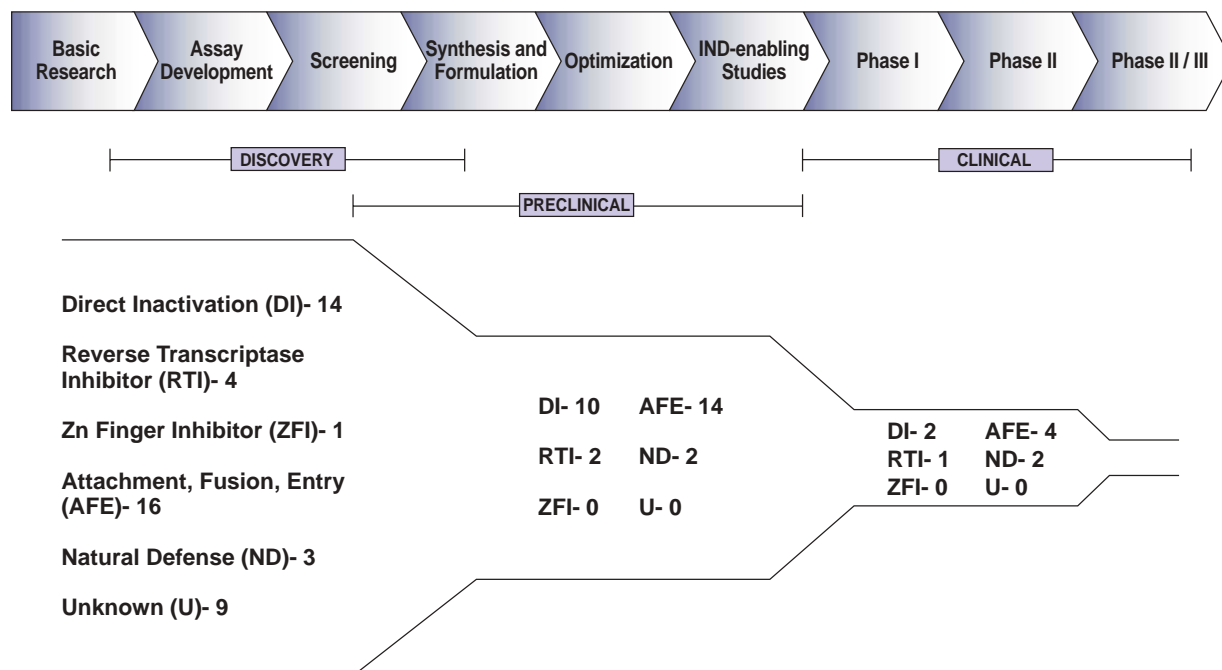 Basic
Research
Assay
Development
Screening
Synthesis and
Formulation
Optimization
IND-enabling
Studies
Phase I
Phase II
Phase II / III
DISCOVERY
CLINICAL
PRECLINICAL
Direct Inactivation (DI)- 14
Reverse Transcriptase
Inhibitor (RTI)- 4
Zn Finger Inhibitor (ZFI)- 1
Attachment, Fusion, Entry
(AFE)- 16
Natural Defense (ND)- 3
Unknown (U)- 9
DI- 10 AFE- 14
RTI- 2 ND- 2
ZFI- 0 U- 0
DI- 2 AFE- 4
RTI- 1 ND- 2
ZFI- 0 U- 0